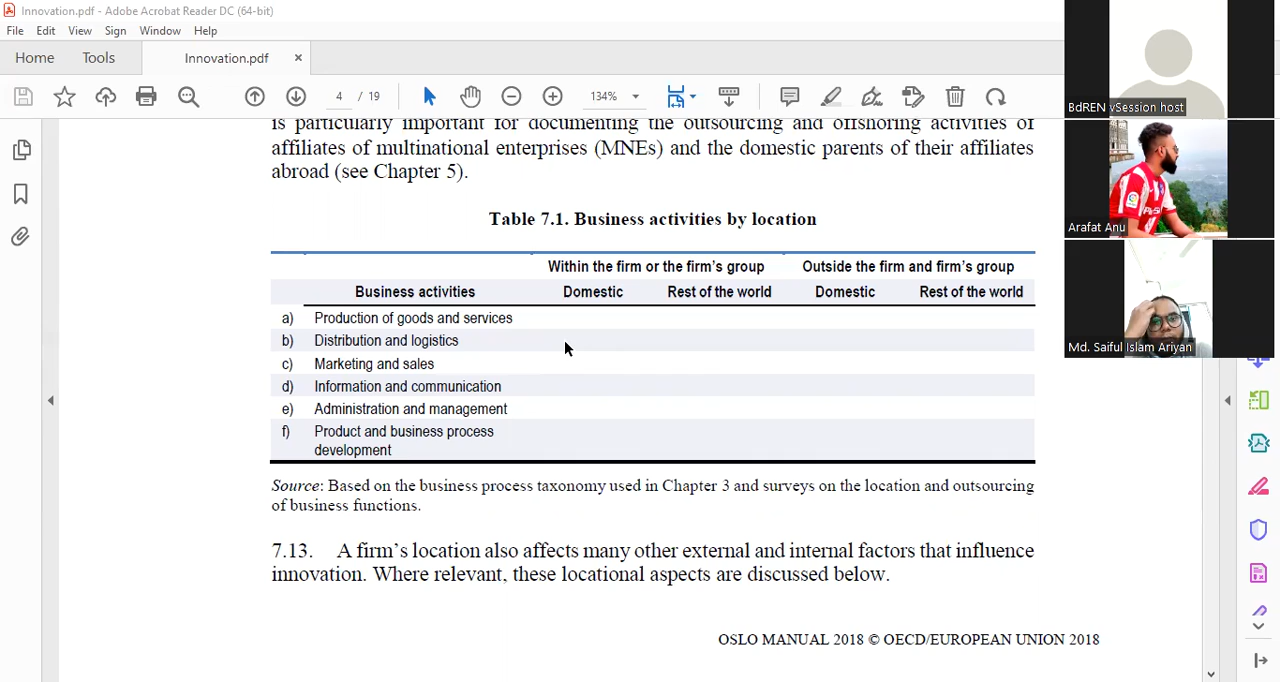 Innovation.pdf - Adobe Acrobat Reader DC (64-bit)
File Edit View Sign Window Help
Home Tools Innovation.pdf ×
4 / 19 134%
is particularly important for documenting the outsourcing and offshoring activities of
affiliates of multinational enterprises (MNEs) and the domestic parents of their affiliates
abroad (see Chapter 5).
Table 7.1. Business activities by location
Within the firm or the firm's group Outside the firm and firm's group
Business activities Domestic Rest of the world Domestic Rest of the world
a) Production of goods and services
b) Distribution and logistics
c) Marketing and sales
d) Information and communication
e) Administration and management
f) Product and business process
development
Source: Based on the business process taxonomy used in Chapter 3 and surveys on the location and outsourcing
of business functions.
7.13. A firm's location also affects many other external and internal factors that influence
innovation. Where relevant, these locational aspects are discussed below.
OSLO MANUAL 2018 © OECD/EUROPEAN UNION 2018
BdREN vSession host
Arafat Anu
Md. Saiful Islam Ariyan